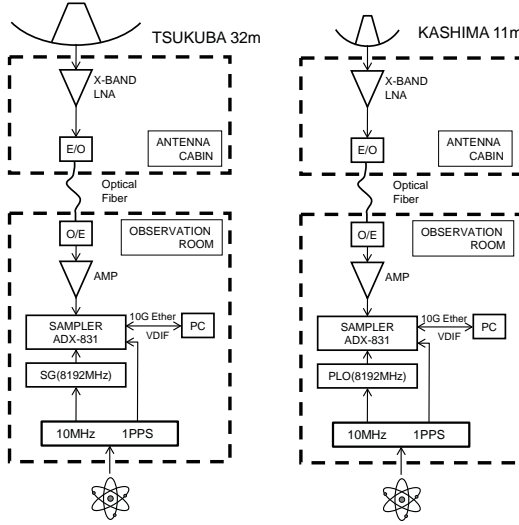 TSUKUBA 32m
X-BAND
LNA
E/O
ANTENNA
CABIN
Optical
Fiber
O/E
OBSERVATION
ROOM
AMP
SAMPLER
ADX-831
10G Ether
VDIF
PC
SG(8192MHz)
10MHz 1PPS
KASHIMA 11m
X-BAND
LNA
E/O
ANTENNA
CABIN
Optical
Fiber
O/E
OBSERVATION
ROOM
AMP
SAMPLER
ADX-831
10G Ether
VDIF
PC
PLO(8192MHz)
10MHz 1PPS